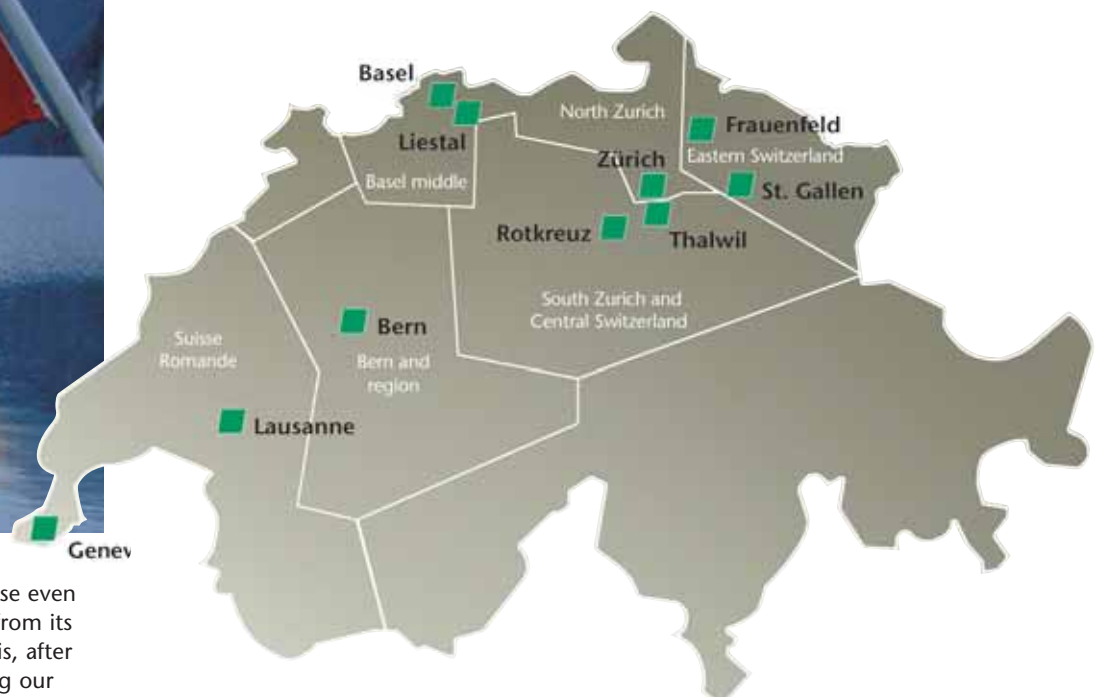 Basel
Liestal
Basel middle
North Zurich
Frauenfeld
Zürich
Eastern Switzerland
St. Gallen
Rotkreuz
Thalwil
South Zurich and
Central Switzerland
Suisse
Romande
Bern
Bern and
region
Lausanne
Genev
se even
from its
is, after
g our